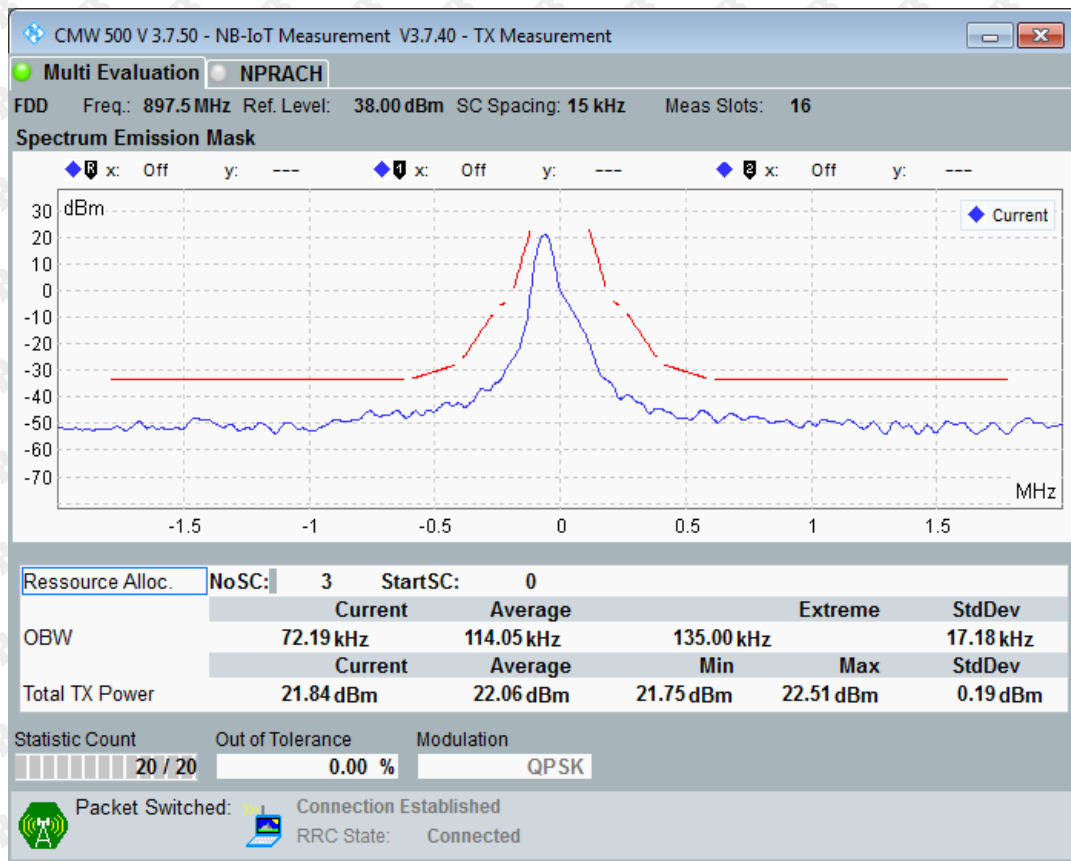 CMW 500 V 3.7.50 - NB-IoT Measurement V3.7.40 - TX Measurement
Multi Evaluation NPRACH
FDD Freq.: 897.5 MHz Ref. Level: 38.00 dBm SC Spacing: 15 kHz Meas Slots: 16
Spectrum Emission Mask
R x: Off y: --- 1 x: Off y: --- 2 x: Off y: ---
dBm
Current
30
20
10
0
-10
-20
-30
-40
-50
-60
-70
MHz
-1.5 -1 -0.5 0 0.5 1 1.5
Ressource Alloc. NoSC: 3 StartSC: 0
Current Average Extreme StdDev
OBW 72.19 kHz 114.05 kHz 135.00 kHz 17.18 kHz
Current Average Min Max StdDev
Total TX Power 21.84 dBm 22.06 dBm 21.75 dBm 22.51 dBm 0.19 dBm
Statistic Count Out of Tolerance Modulation
20 / 20 0.00 % QPSK
Packet Switched: Connection Established
RRC State: Connected